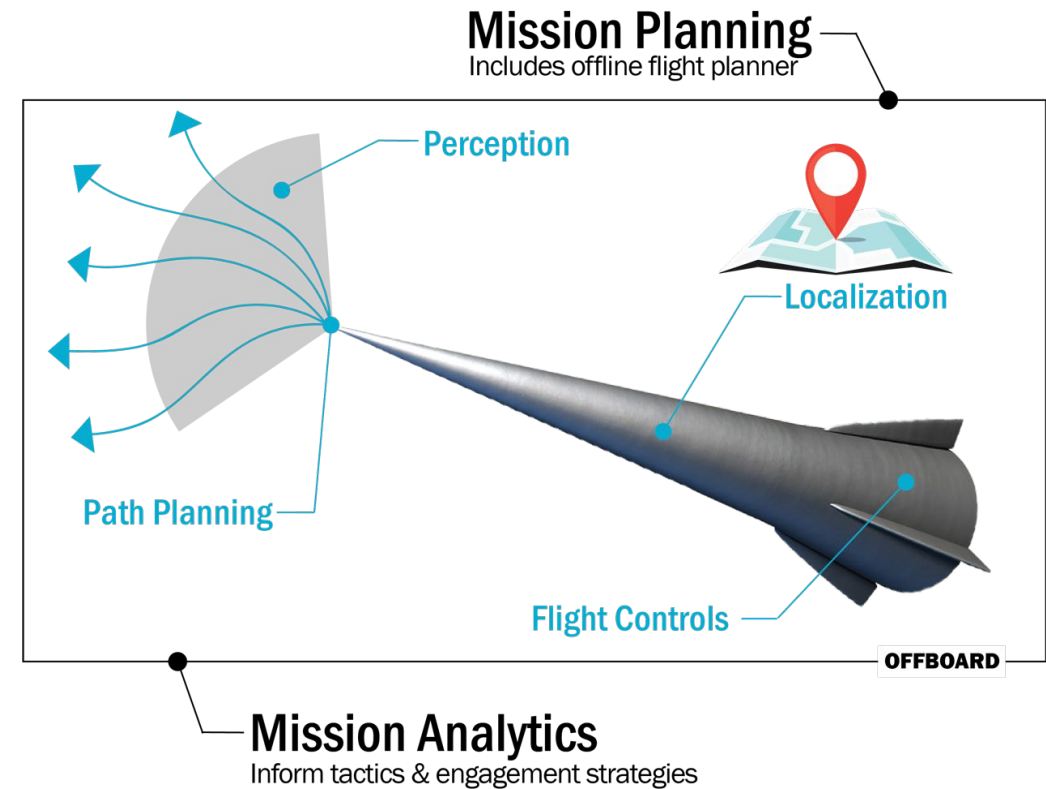 Mission Planning
Includes offline flight planner
Perception
Localization
Path Planning
Flight Controls
OFFBOARD
Mission Analytics
Inform tactics & engagement strategies